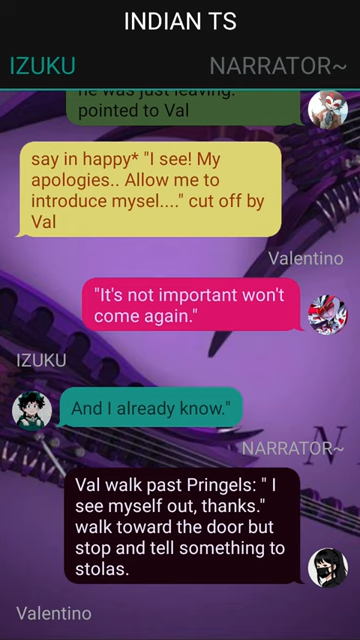 INDIAN TS
IZUKU NARRATOR~
he was just leaving.
pointed to Val
say in happy* "I see! My
apologies.. Allow me to
introduce mysel...." cut off by
Val
Valentino
"It's not important won't
come again."
IZUKU
And I already know."
NARRATOR~
N
Val walk past Pringels: " I
see myself out, thanks."
walk toward the door but
stop and tell something to
stolas.
Valentino